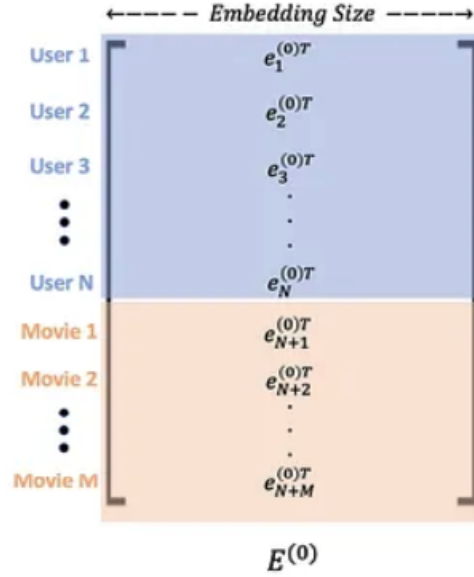 ←----- Embedding Size -----→
User 1 e_1^{(0)T}
User 2 e_2^{(0)T}
User 3 e_3^{(0)T}
User N e_N^{(0)T}
Movie 1 e_{N+1}^{(0)T}
Movie 2 e_{N+2}^{(0)T}
Movie M e_{N+M}^{(0)T}
E^{(0)}